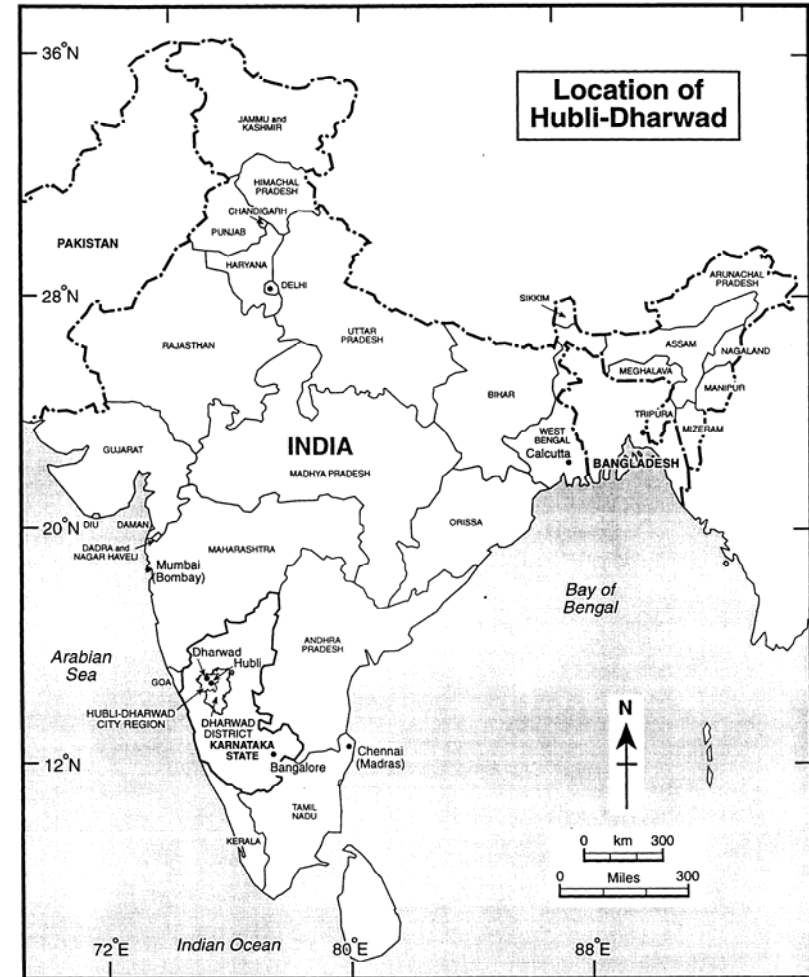 Location of
Hubli-Dharwad
36°N
JAMMU and
KASHMIR
HIMACHAL
PRADESH
CHANDIGARH
PUNJAB
PAKISTAN
HARYANA
DELHI
28°N
ARUNACHAL
PRADESH
SIKKIM
RAJASTHAN
UTTAR
PRADESH
ASSAM
NAGALAND
MEGHALAVA
BIHAR
MANIPUR
TRIPURA
MIZERAM
GUJARAT
INDIA
MADHYA PRADESH
WEST
BENGAL
Calcutta
BANGLADESH
DIU
DAMAN
20°N
ORISSA
DADRA and
NAGAR HAVELI
MAHARASHTRA
Mumbai
(Bombay)
Bay of
Bengal
Arabian
Sea
ANDHRA
PRADESH
Dharwad
Hubli
GOA
HUBLI-DHARWAD
CITY REGION
DHARWAD
DISTRICT
KARNATAKA
STATE
N
12°N
Bangalore
Chennai
(Madras)
TAMIL
NADU
KERALA
0 km 300
0 Miles 300
72°E
Indian Ocean
80°E
88°E